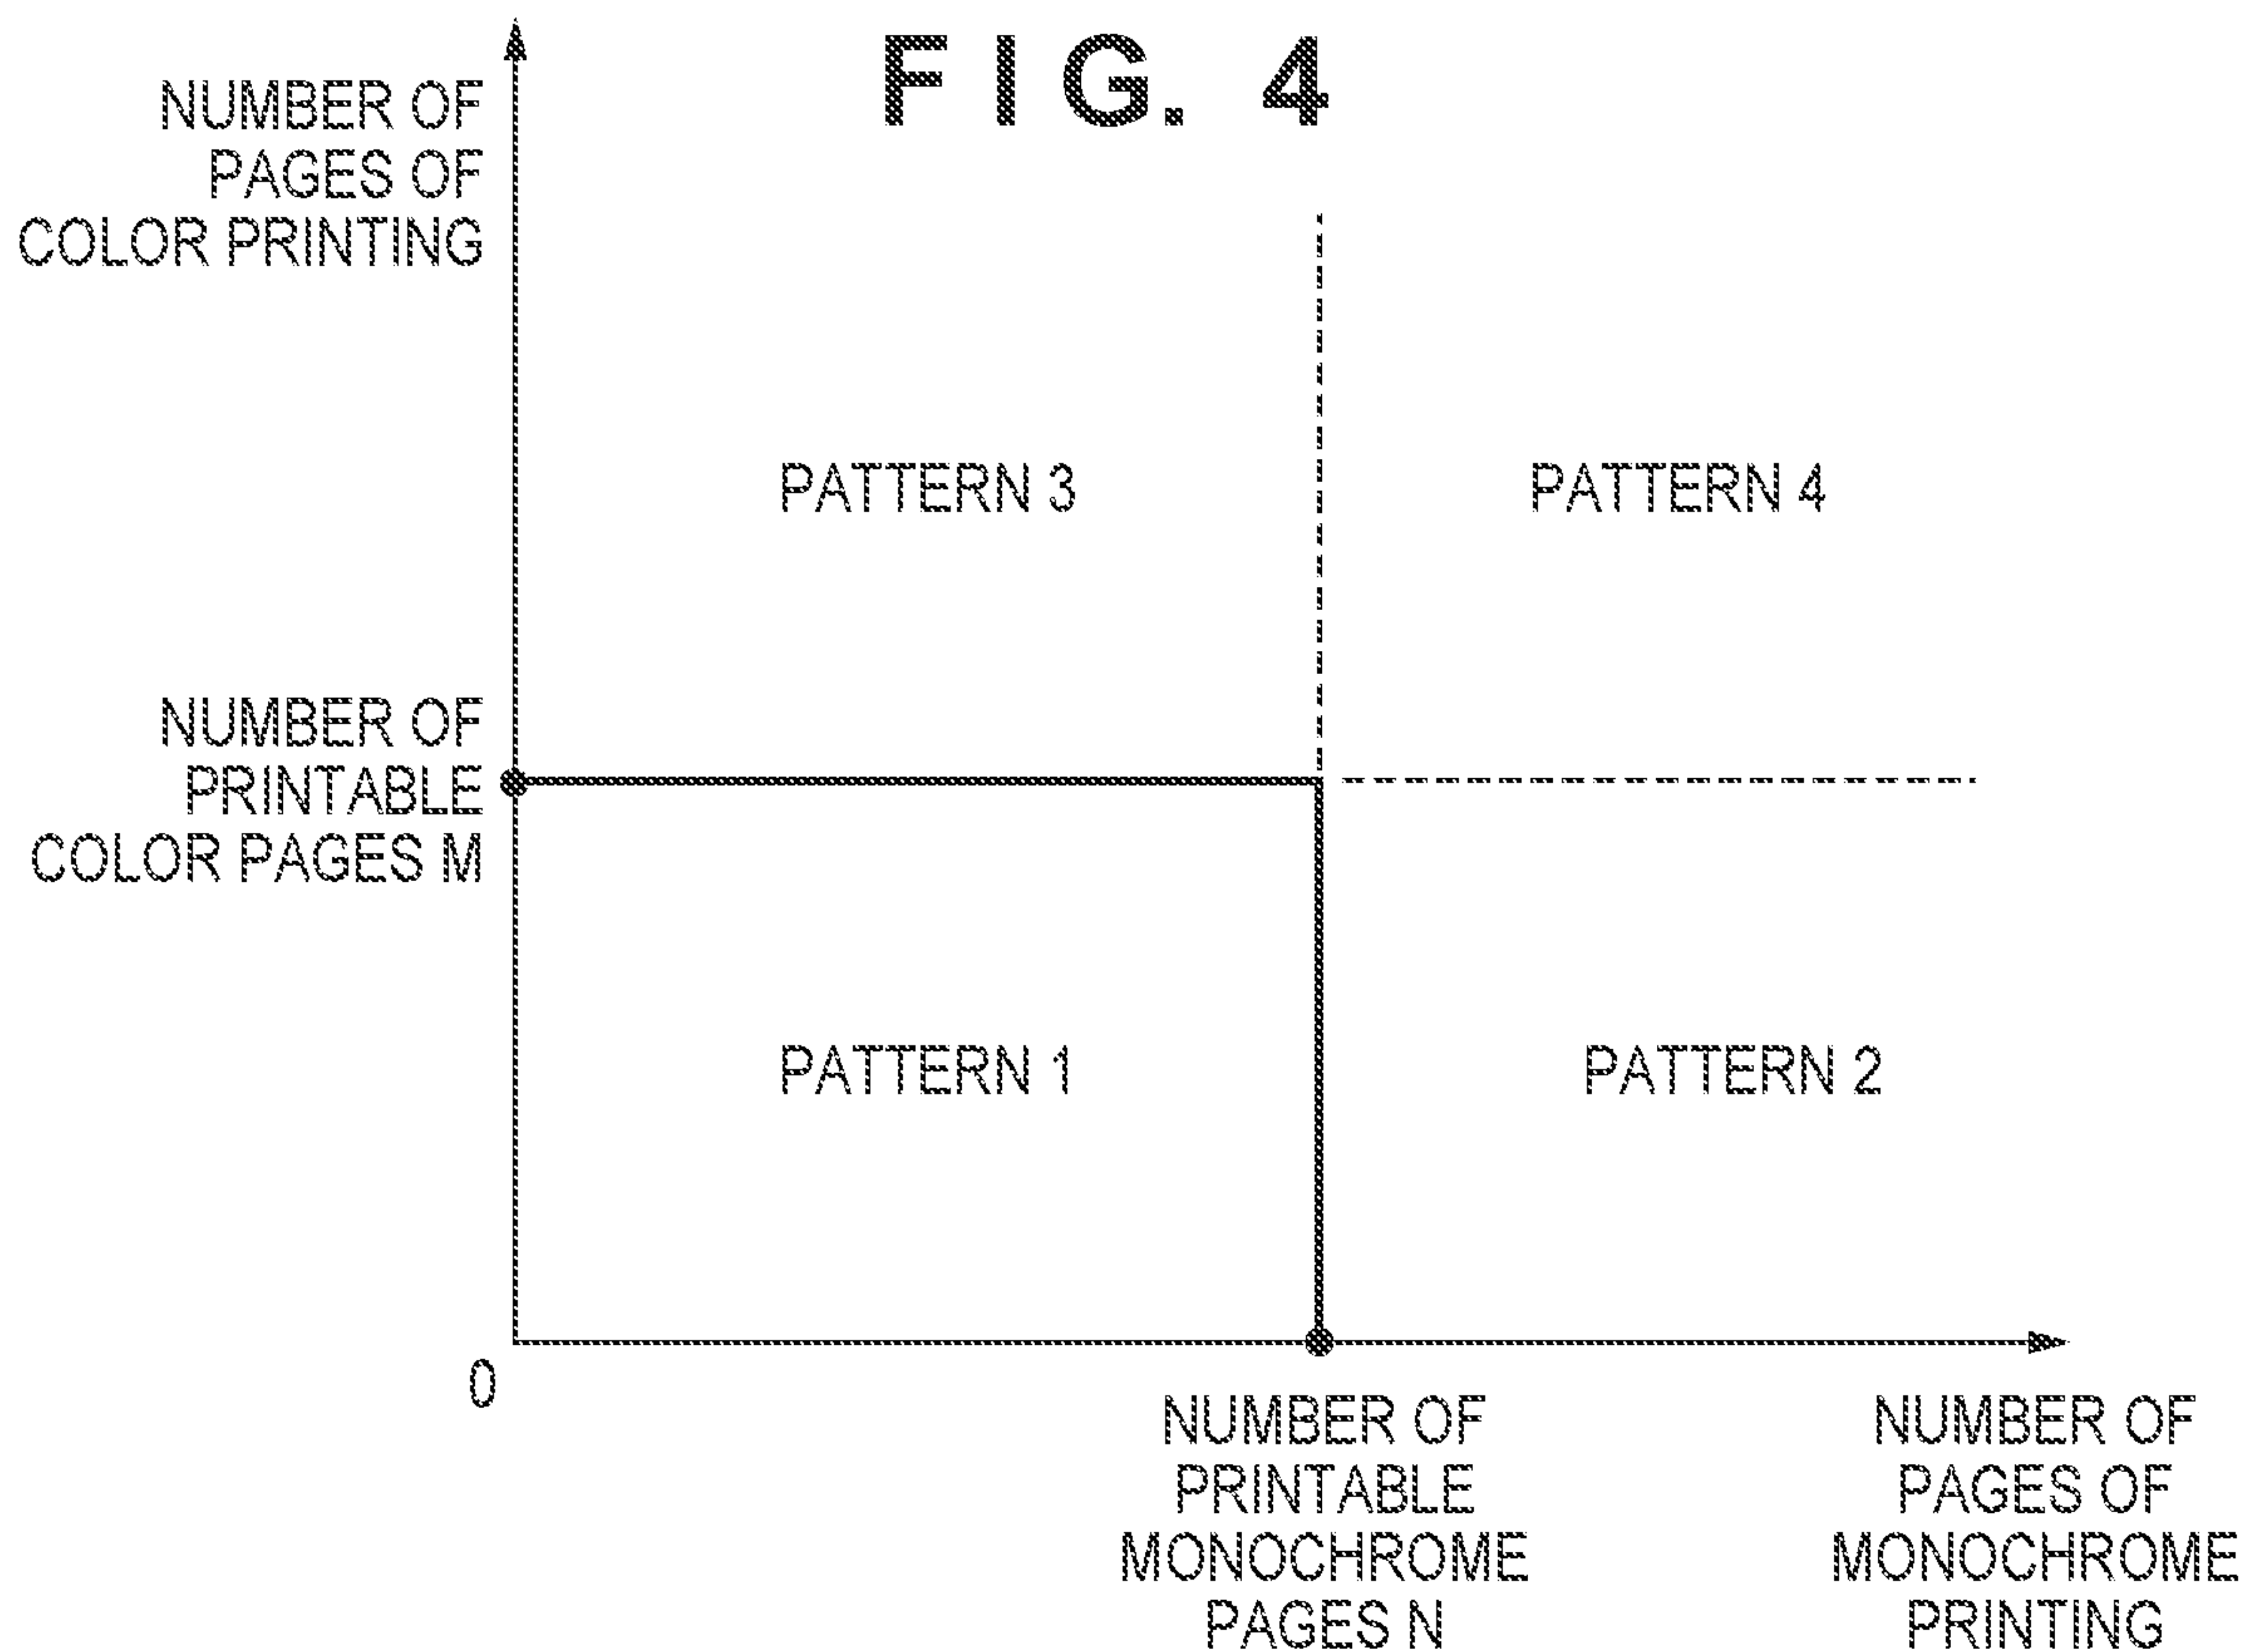 FIG. 4
NUMBER OF
PAGES OF
COLOR PRINTING
PATTERN 3
PATTERN 4
NUMBER OF
PRINTABLE
COLOR PAGES M
PATTERN 1
PATTERN 2
0
NUMBER OF
PRINTABLE
MONOCHROME
PAGES N
NUMBER OF
PAGES OF
MONOCHROME
PRINTING